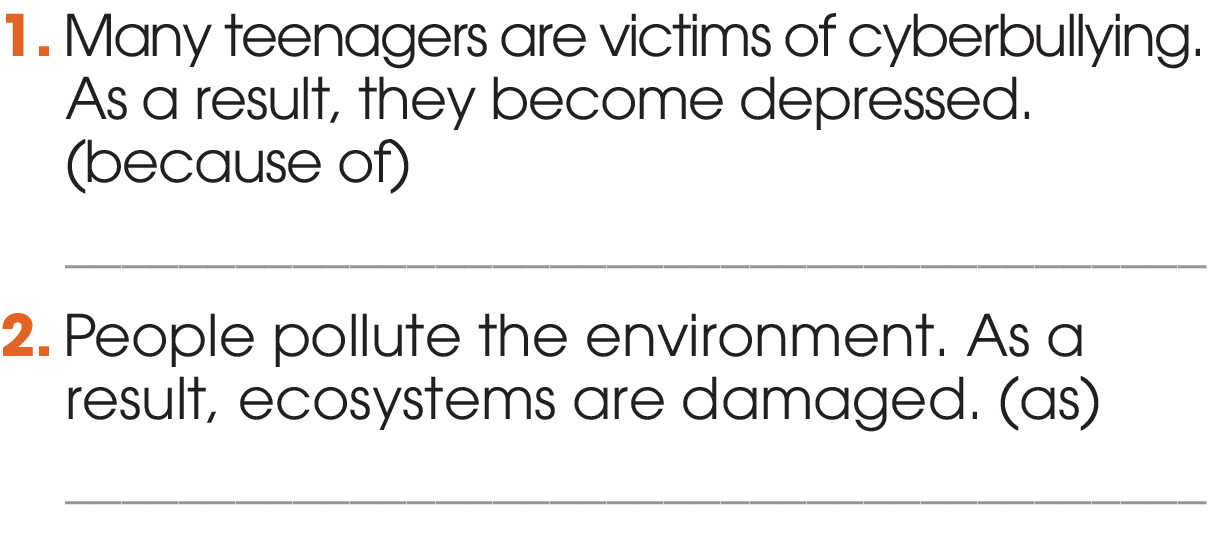 1. Many teenagers are victims of cyberbullying.
As a result, they become depressed.
(because of)
2. People pollute the environment. As a
result, ecosystems are damaged. (as)